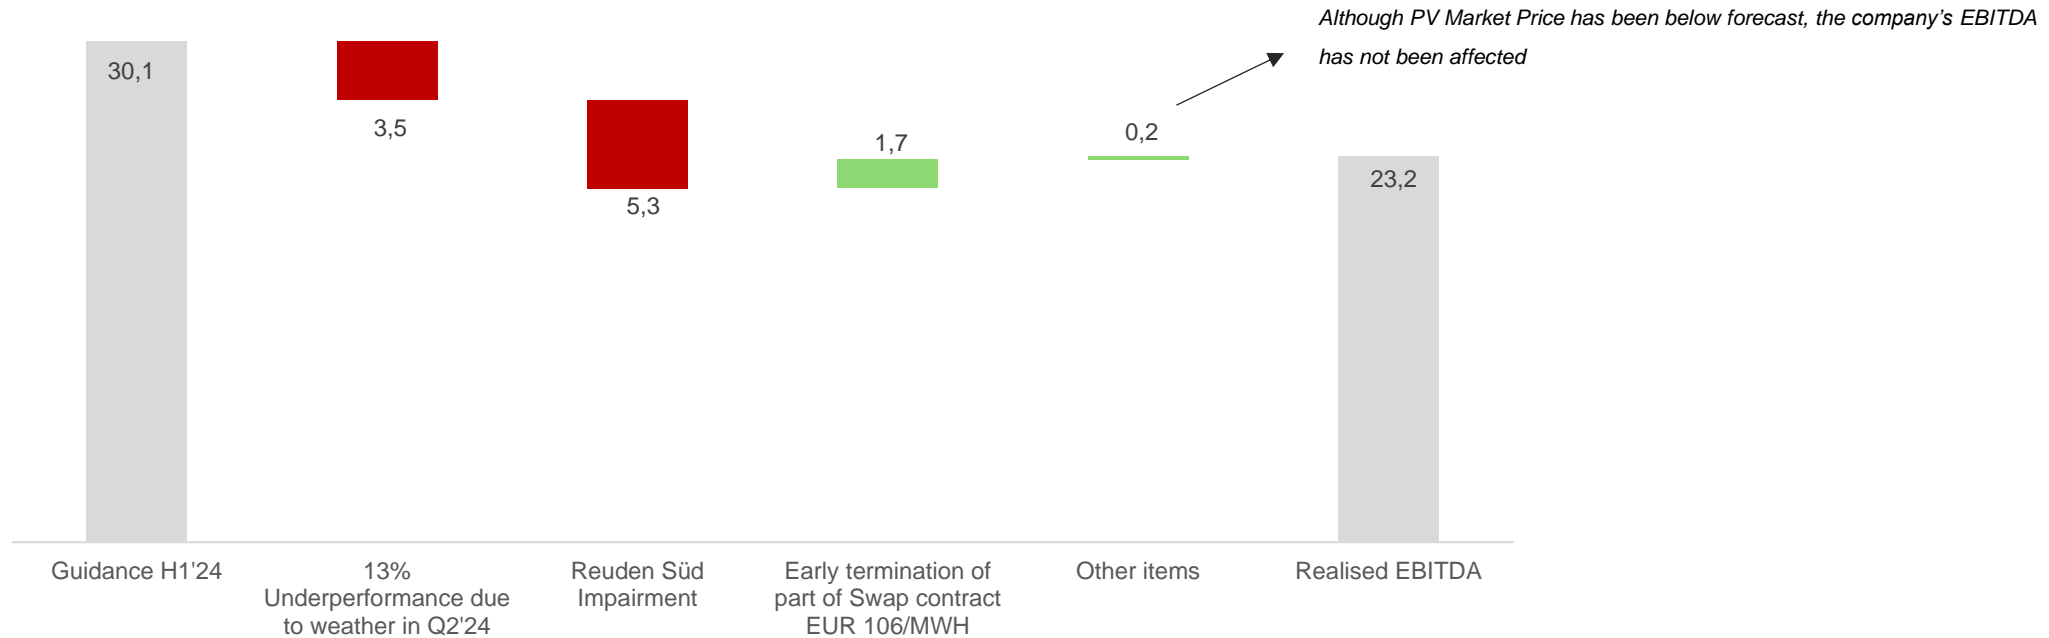 Although PV Market Price has been below forecast, the company’s EBITDA
has not been affected
30,1
3,5
5,3
1,7
0,2
23,2
Guidance H1'24
13%
Underperformance due
to weather in Q2'24
Reuden Süd
Impairment
Early termination of
part of Swap contract
EUR 106/MWH
Other items
Realised EBITDA